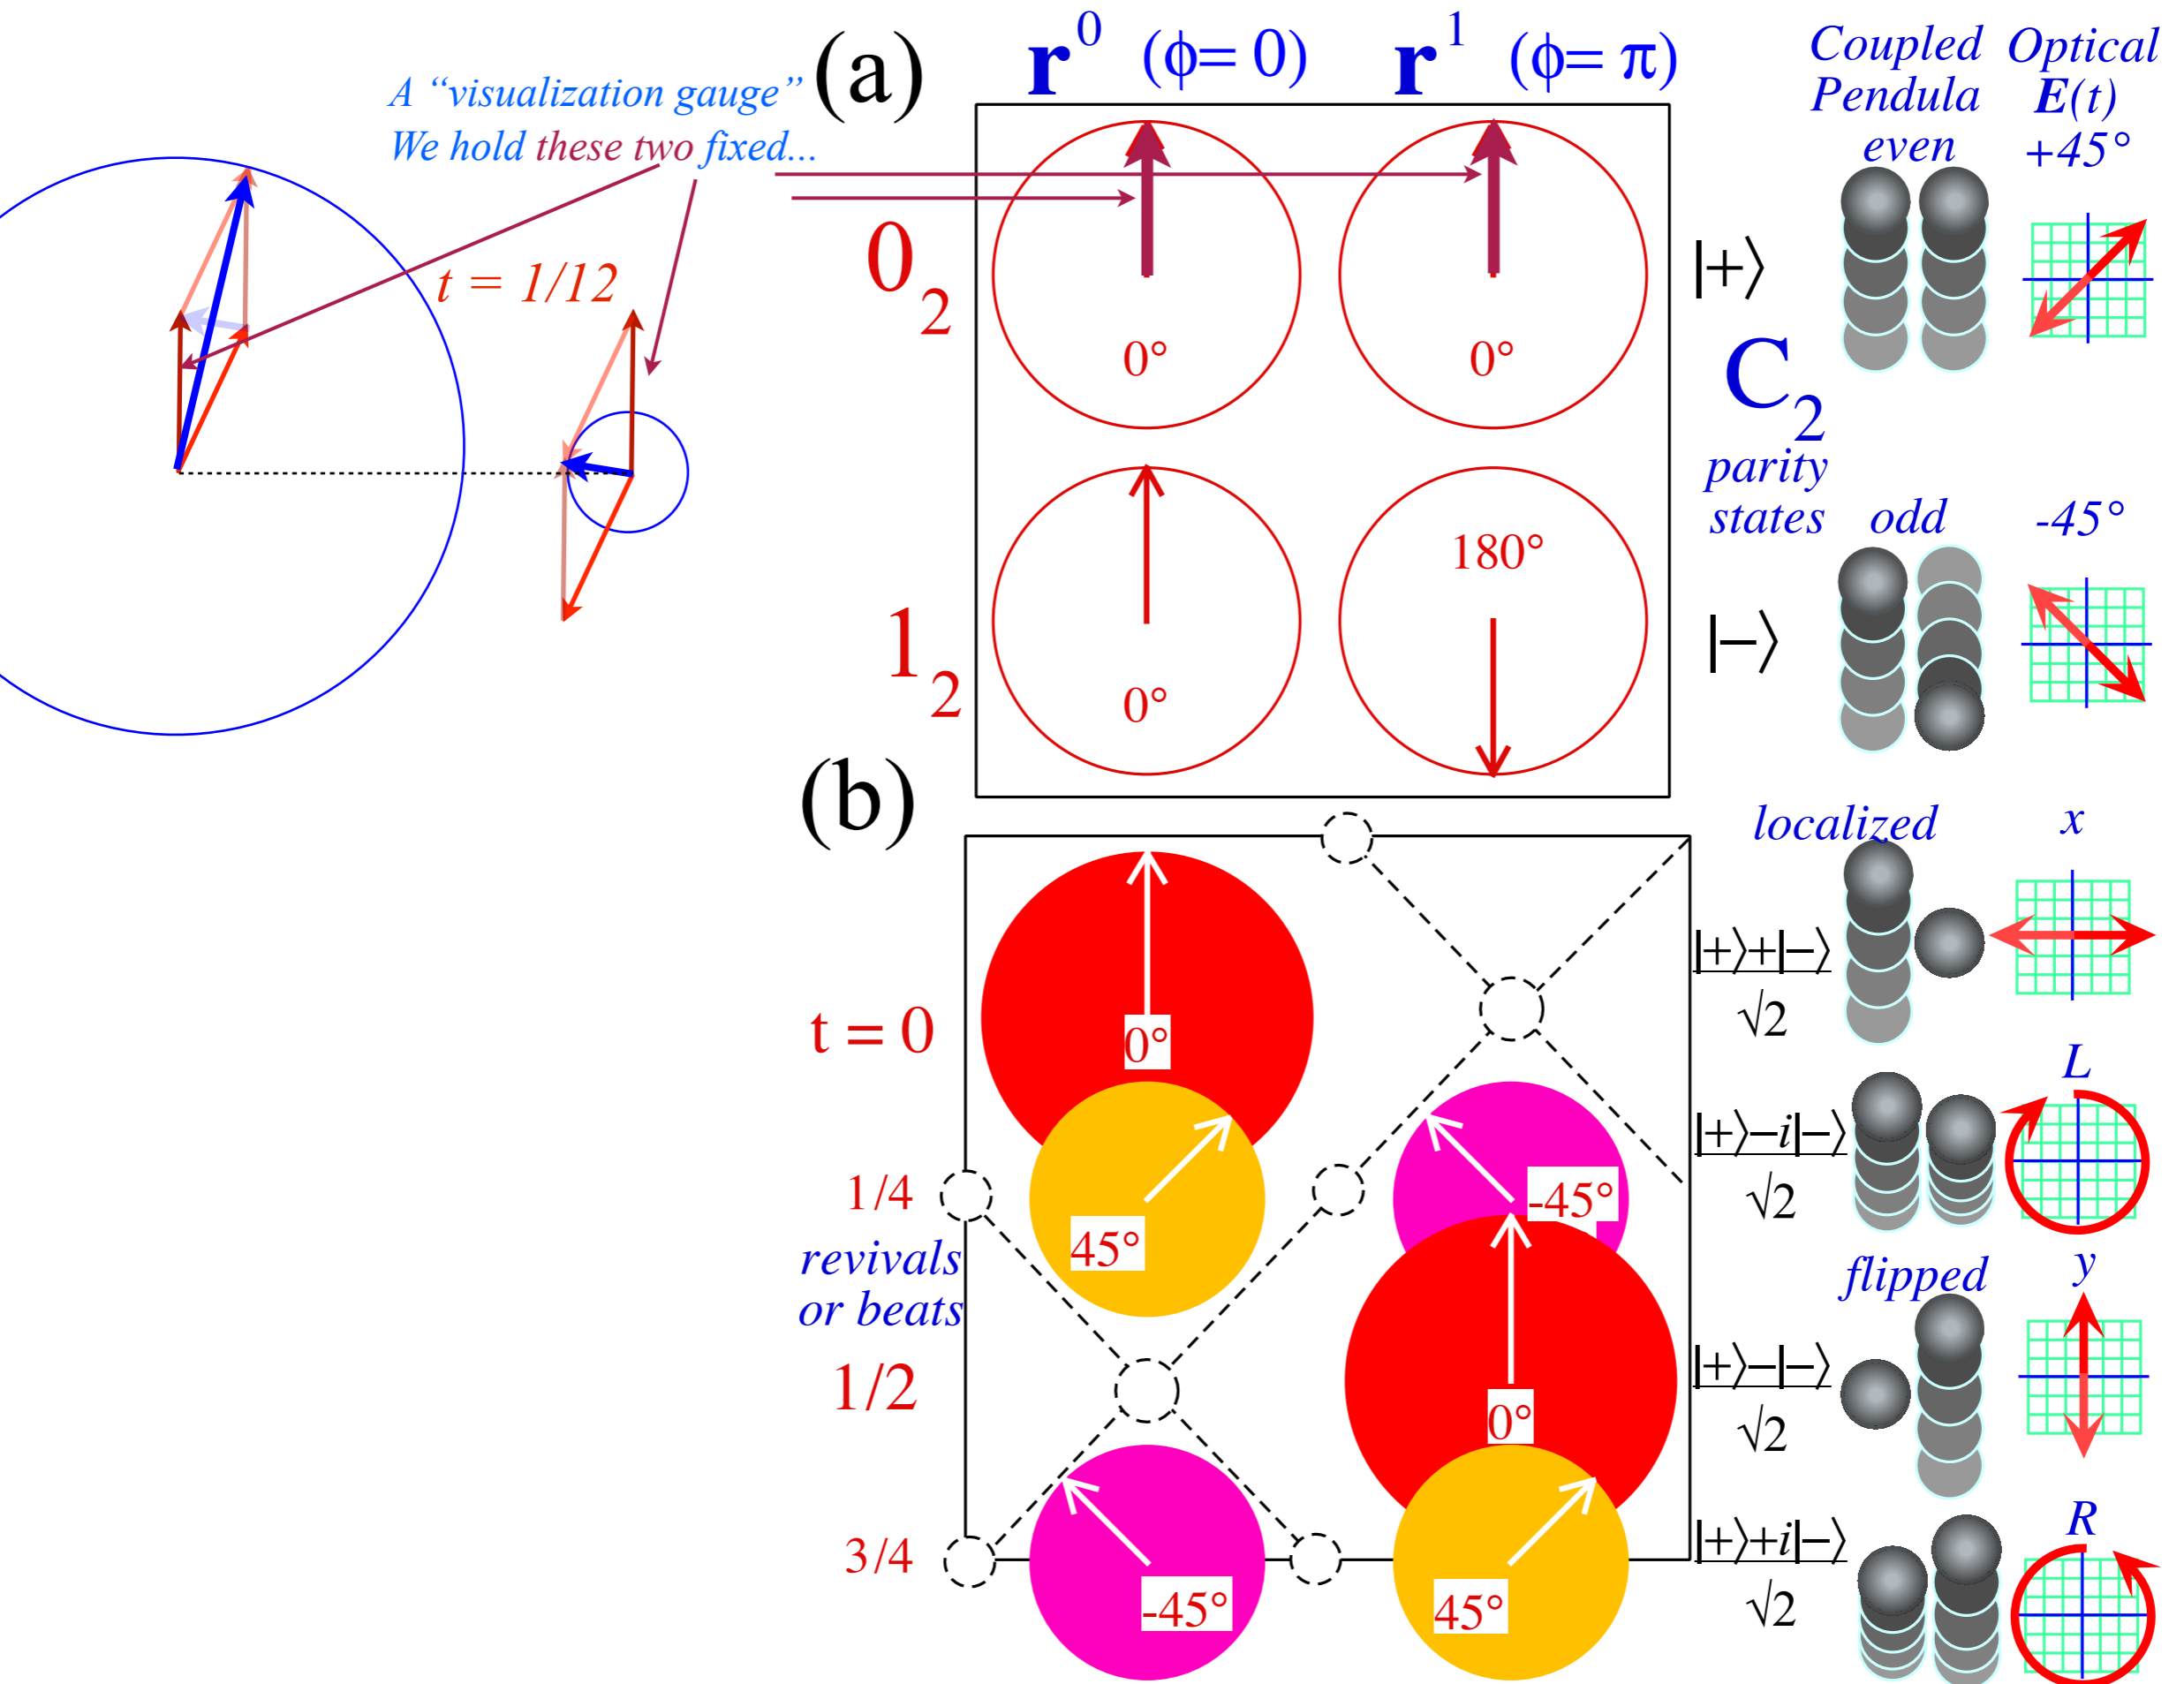 A “visualization gauge”
We hold these two fixed...
t = 1/12
(a)
r⁰ (ϕ= 0) r¹ (ϕ= π)
Coupled Pendula
Optical E(t)
even
+45°
0₂
0°
0°
|+⟩
C₂
parity
states
odd
-45°
1₂
0°
180°
|−⟩
(b)
localized
x
t = 0
0°
|+⟩+|−⟩
√2
L
1/4
45°
-45°
|+⟩−i|−⟩
√2
revivals
or beats
flipped
y
1/2
0°
|+⟩−|−⟩
√2
R
3/4
-45°
45°
|+⟩+i|−⟩
√2